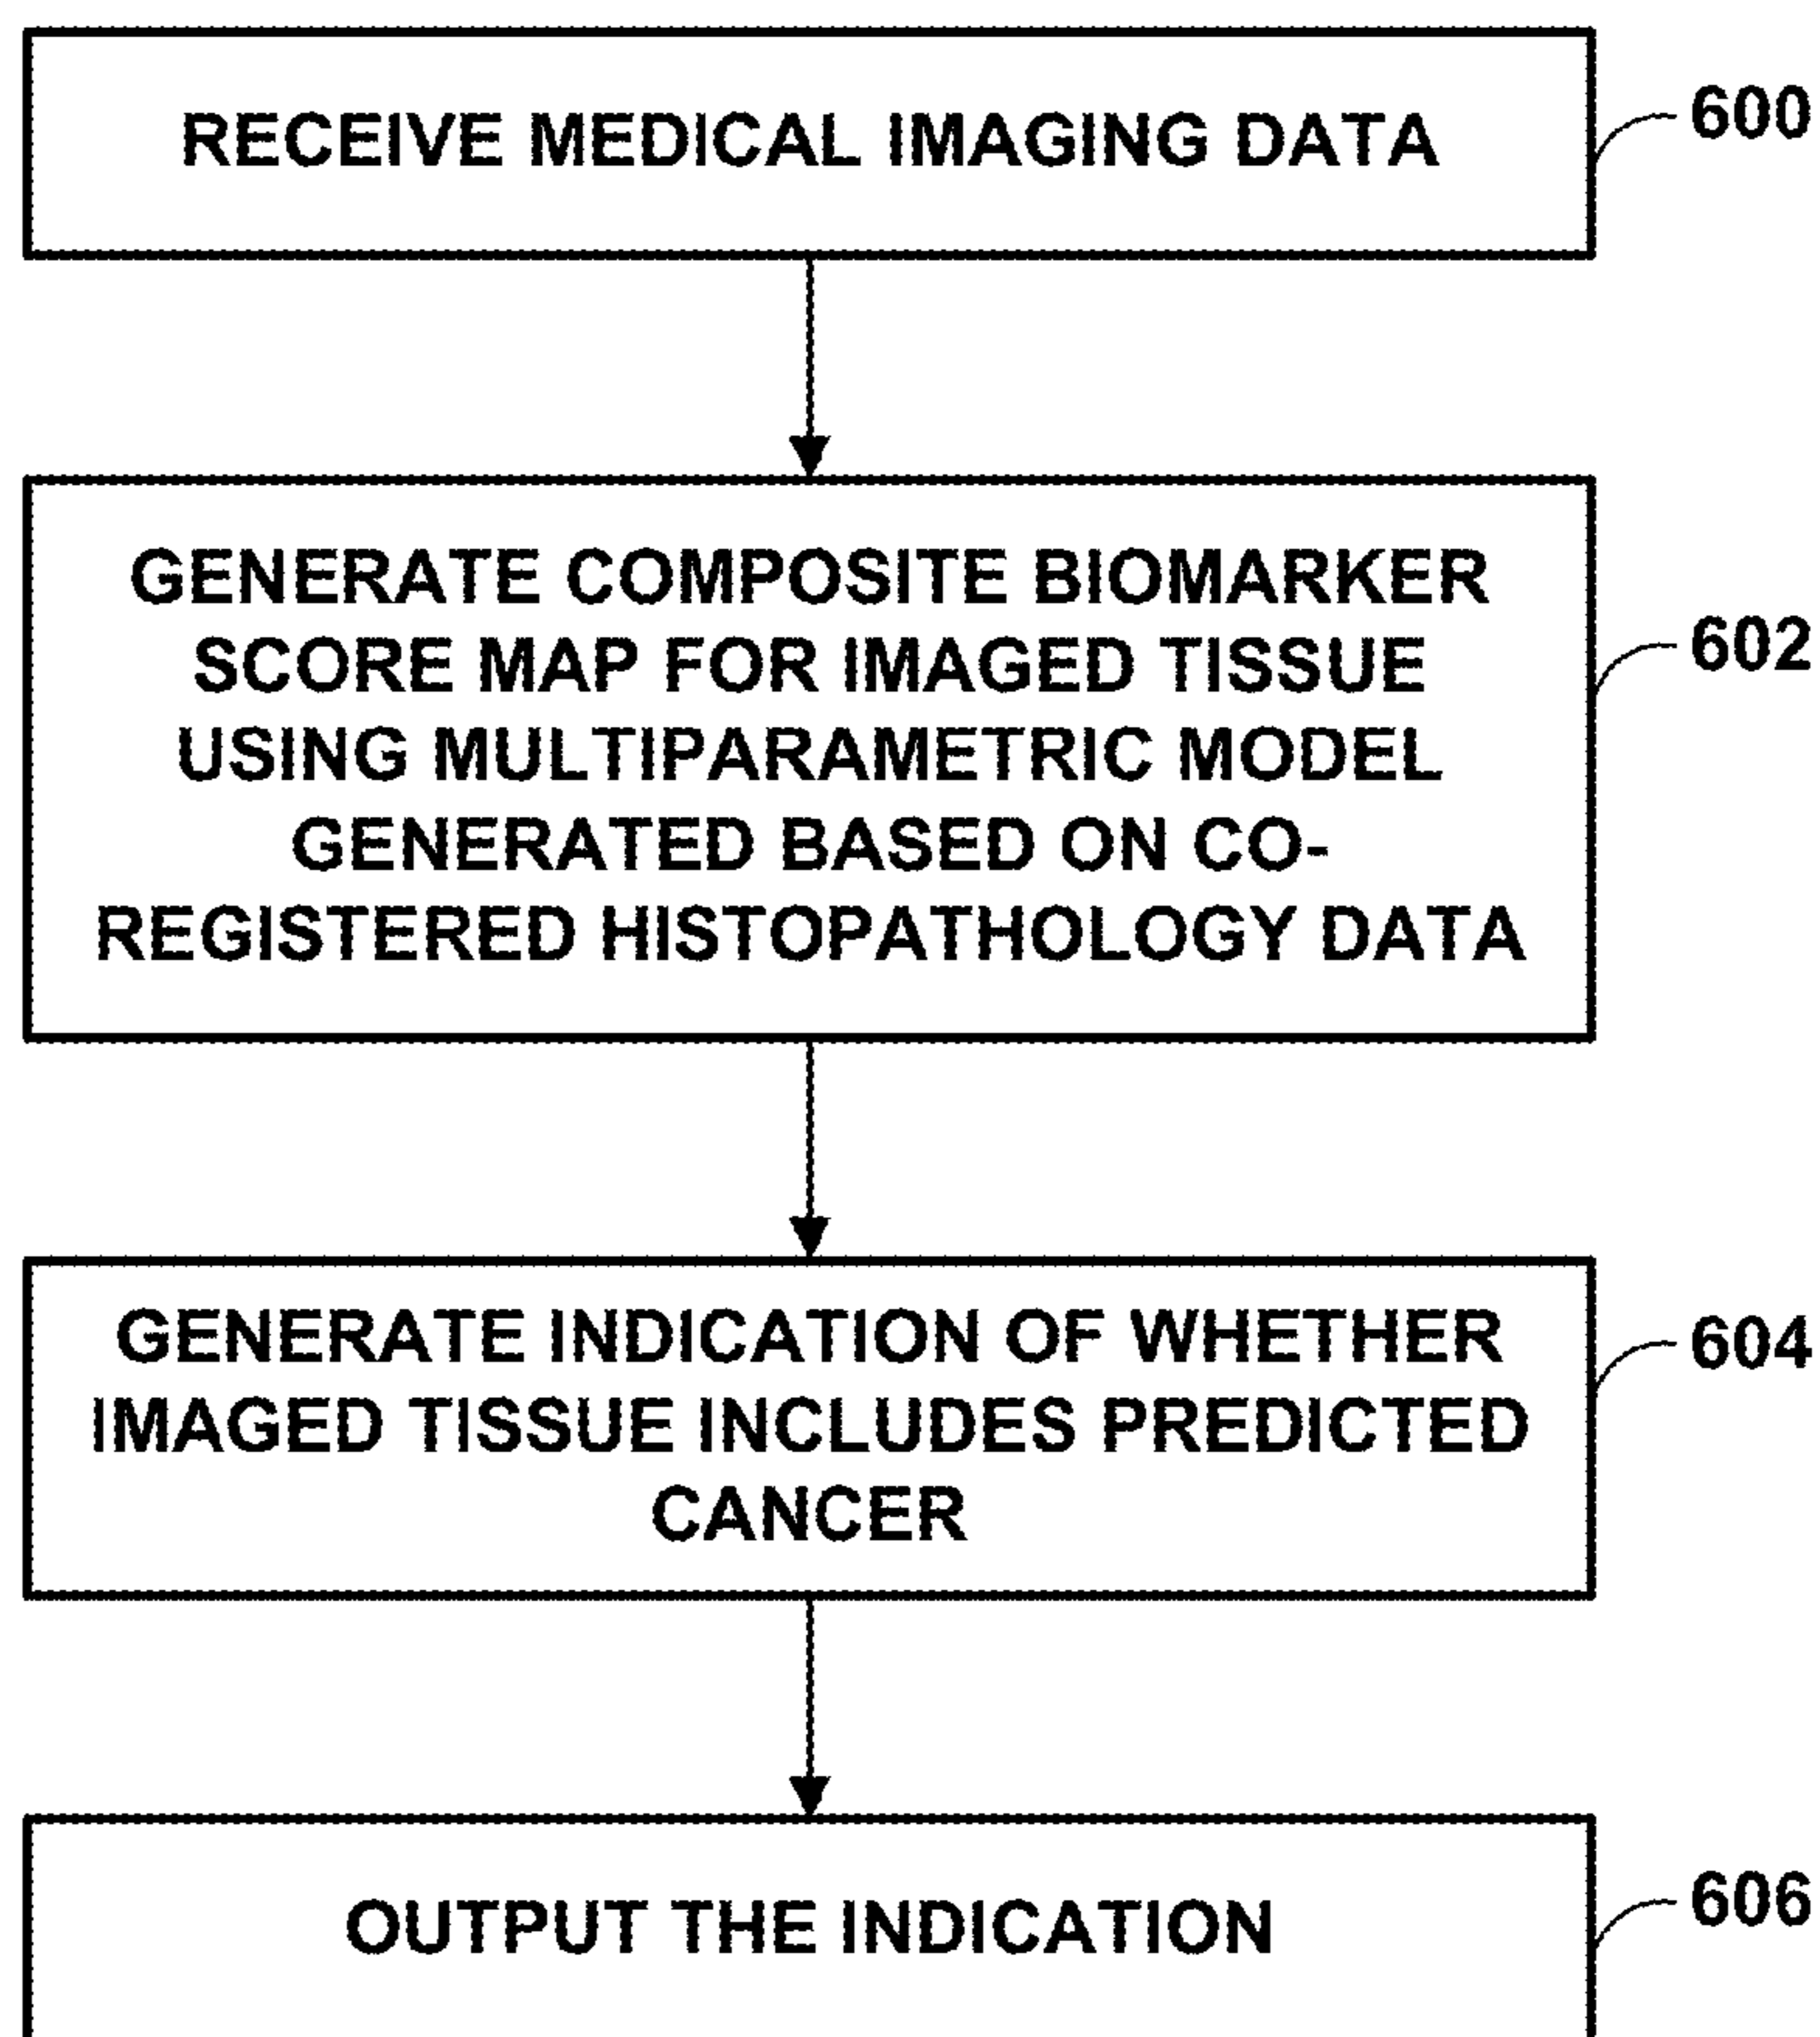 RECEIVE MEDICAL IMAGING DATA
600
GENERATE COMPOSITE BIOMARKER
SCORE MAP FOR IMAGED TISSUE
USING MULTIPARAMETRIC MODEL
GENERATED BASED ON CO-
REGISTERED HISTOPATHOLOGY DATA
602
GENERATE INDICATION OF WHETHER
IMAGED TISSUE INCLUDES PREDICTED
CANCER
604
OUTPUT THE INDICATION
606